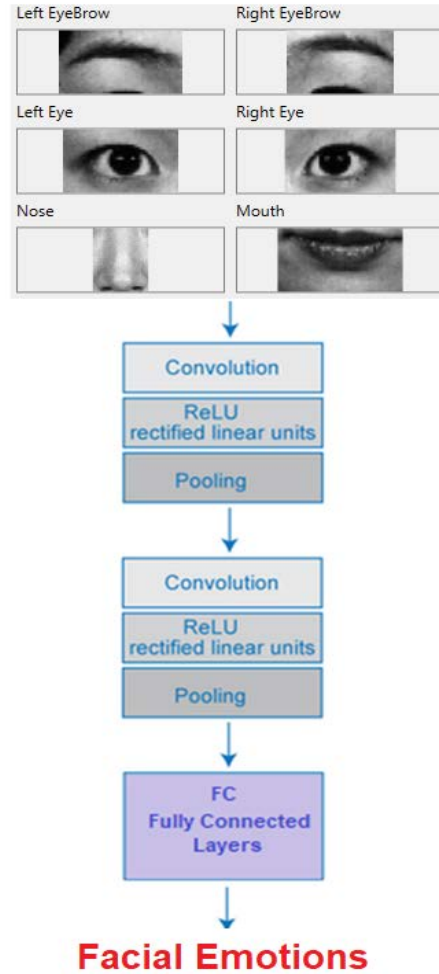 Left EyeBrow
Right EyeBrow
Left Eye
Right Eye
Nose
Mouth
Convolution
ReLU
rectified linear units
Pooling
Convolution
ReLU
rectified linear units
Pooling
FC
Fully Connected
Layers
Facial Emotions